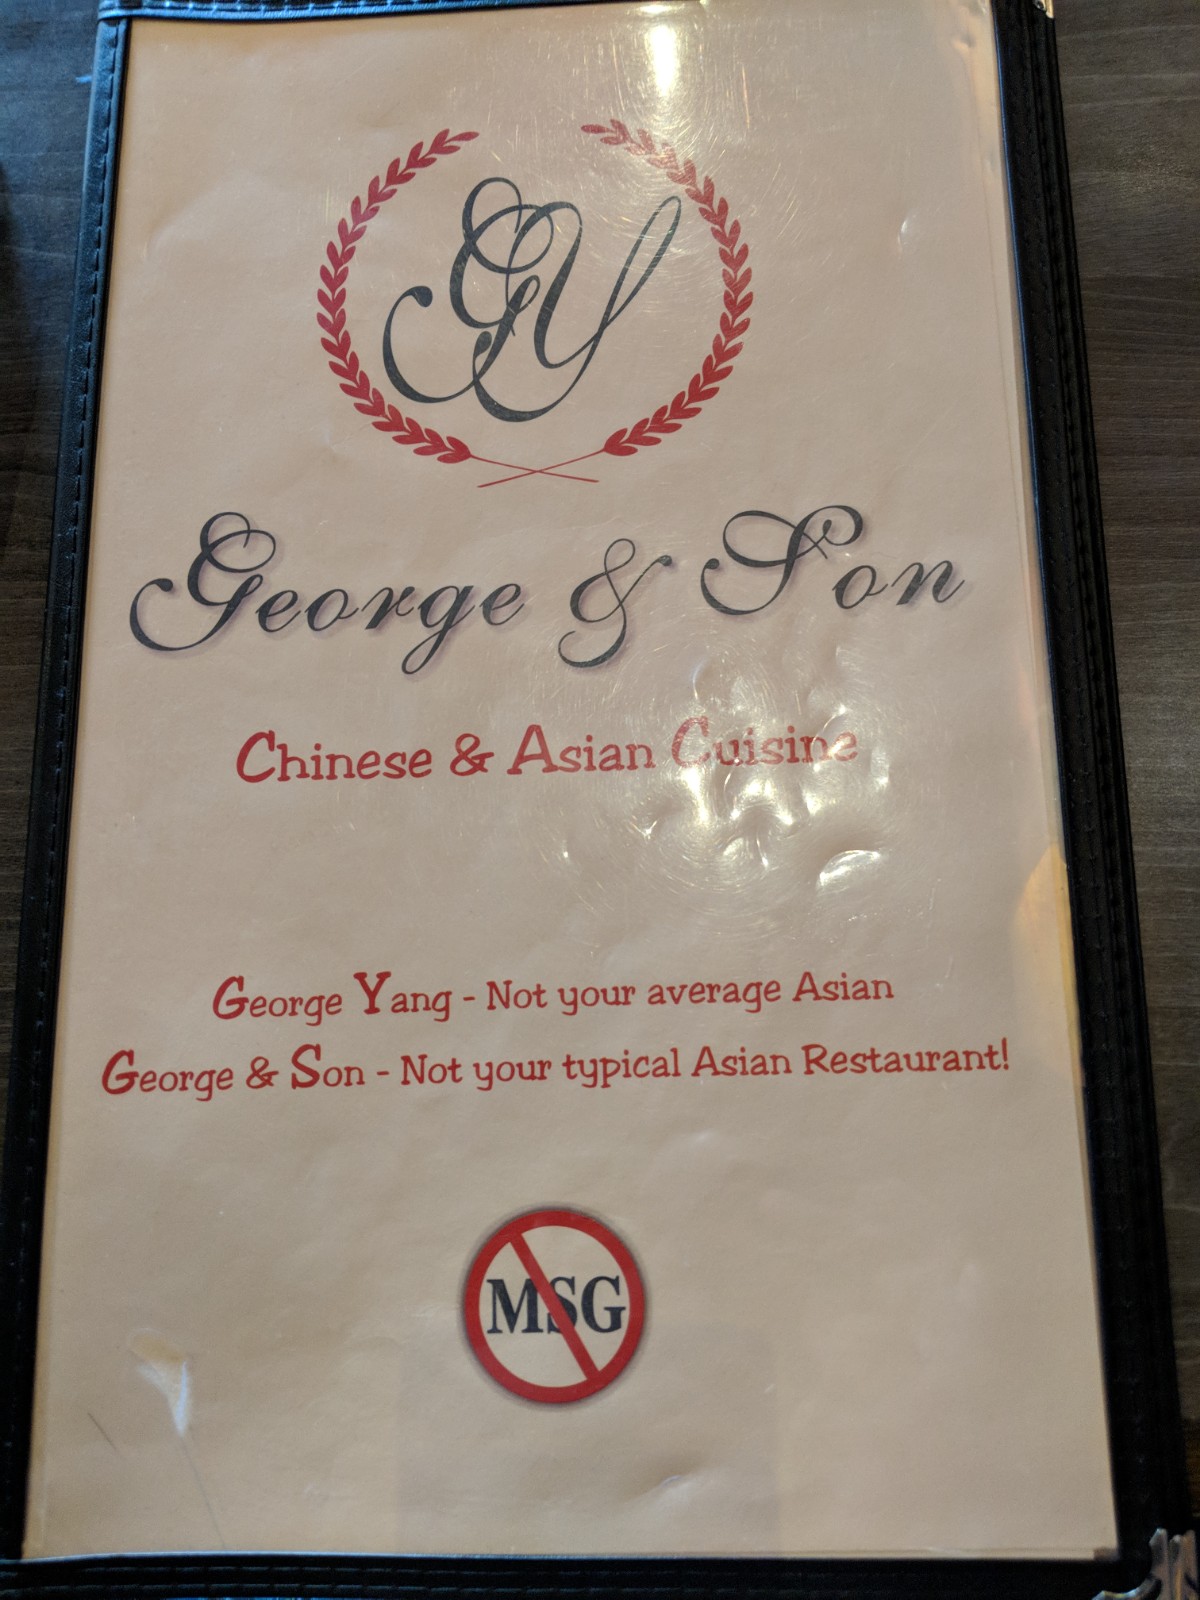 GY
George & Son
Chinese & Asian Cuisine
George Yang - Not your average Asian
George & Son - Not your typical Asian Restaurant!
MSG